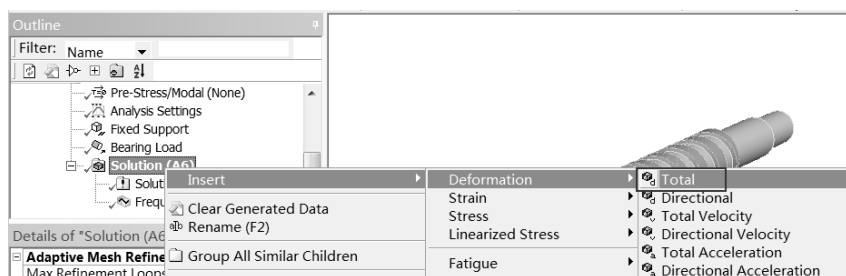 Outline
Filter: Name
Pre-Stress/Modal (None)
Analysis Settings
Fixed Support
Bearing Load
Solution (A6)
Insert
Deformation
Total
Solut
Strain
Directional
Frequ
Clear Generated Data
Stress
Total Velocity
Rename (F2)
Linearized Stress
Directional Velocity
Details of "Solution (A6
Total Acceleration
Adaptive Mesh Refine
Group All Similar Children
Fatigue
Directional Acceleration
Max Refinement Loops